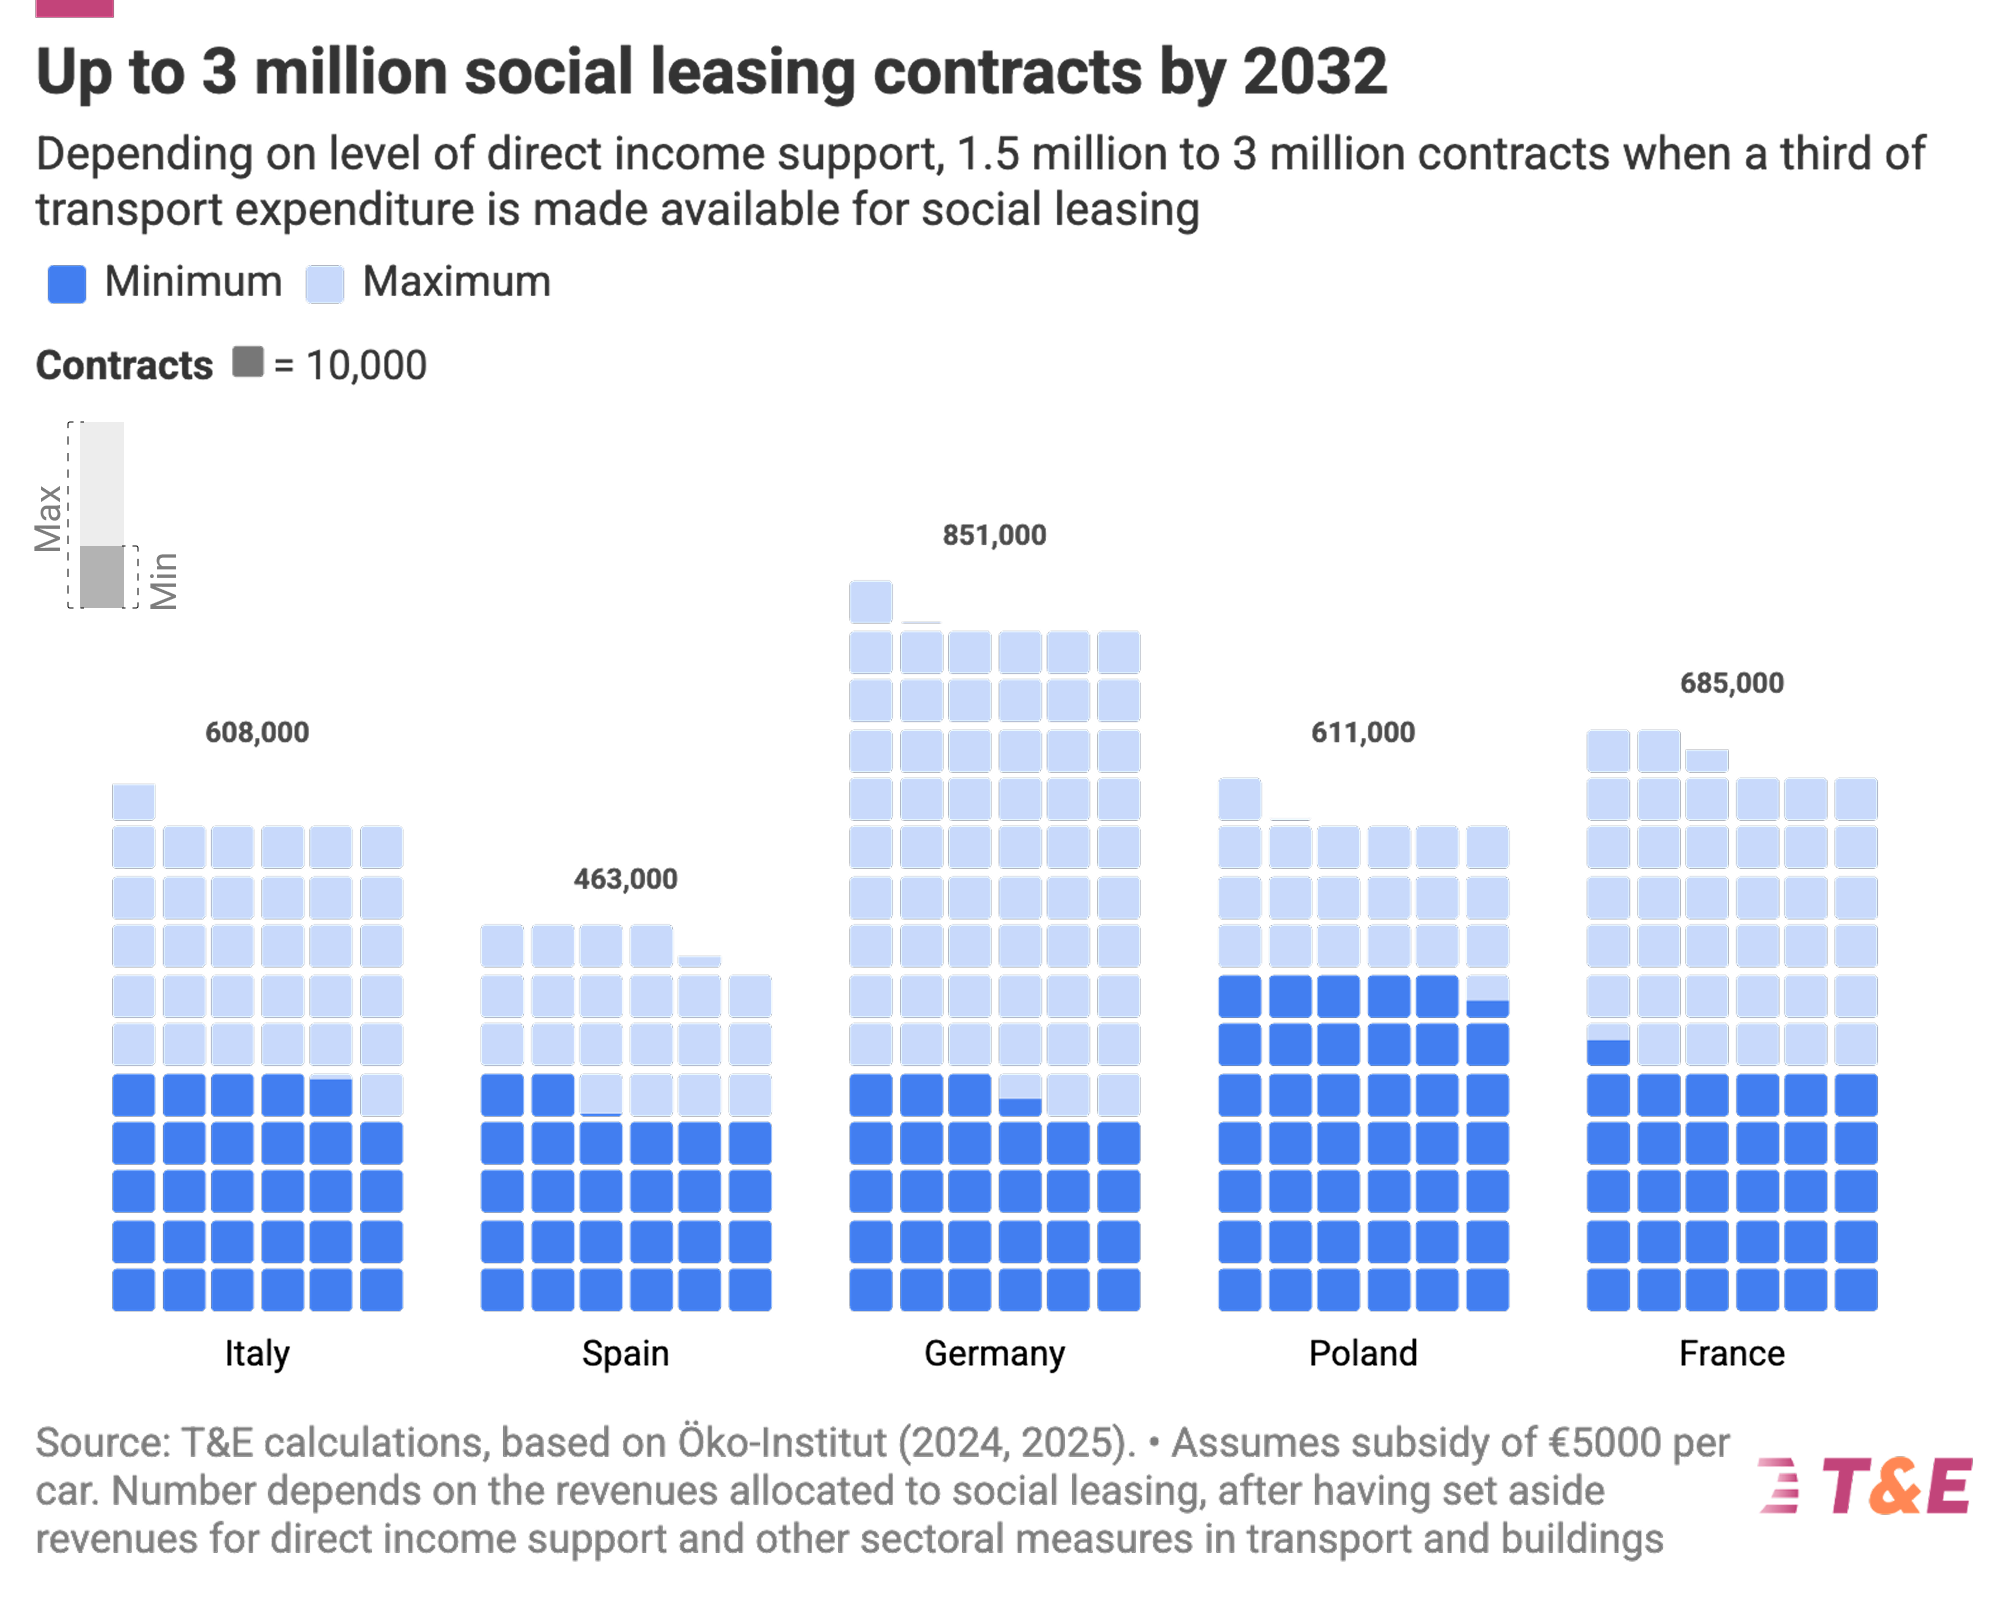 Up to 3 million social leasing contracts by 2032
Depending on level of direct income support, 1.5 million to 3 million contracts when a third of
transport expenditure is made available for social leasing
Minimum Maximum
Contracts = 10,000
Max
Min
608,000
463,000
851,000
611,000
685,000
Italy
Spain
Germany
Poland
France
Source: T&E calculations, based on Öko-Institut (2024, 2025). • Assumes subsidy of €5000 per
car. Number depends on the revenues allocated to social leasing, after having set aside
revenues for direct income support and other sectoral measures in transport and buildings
T&E